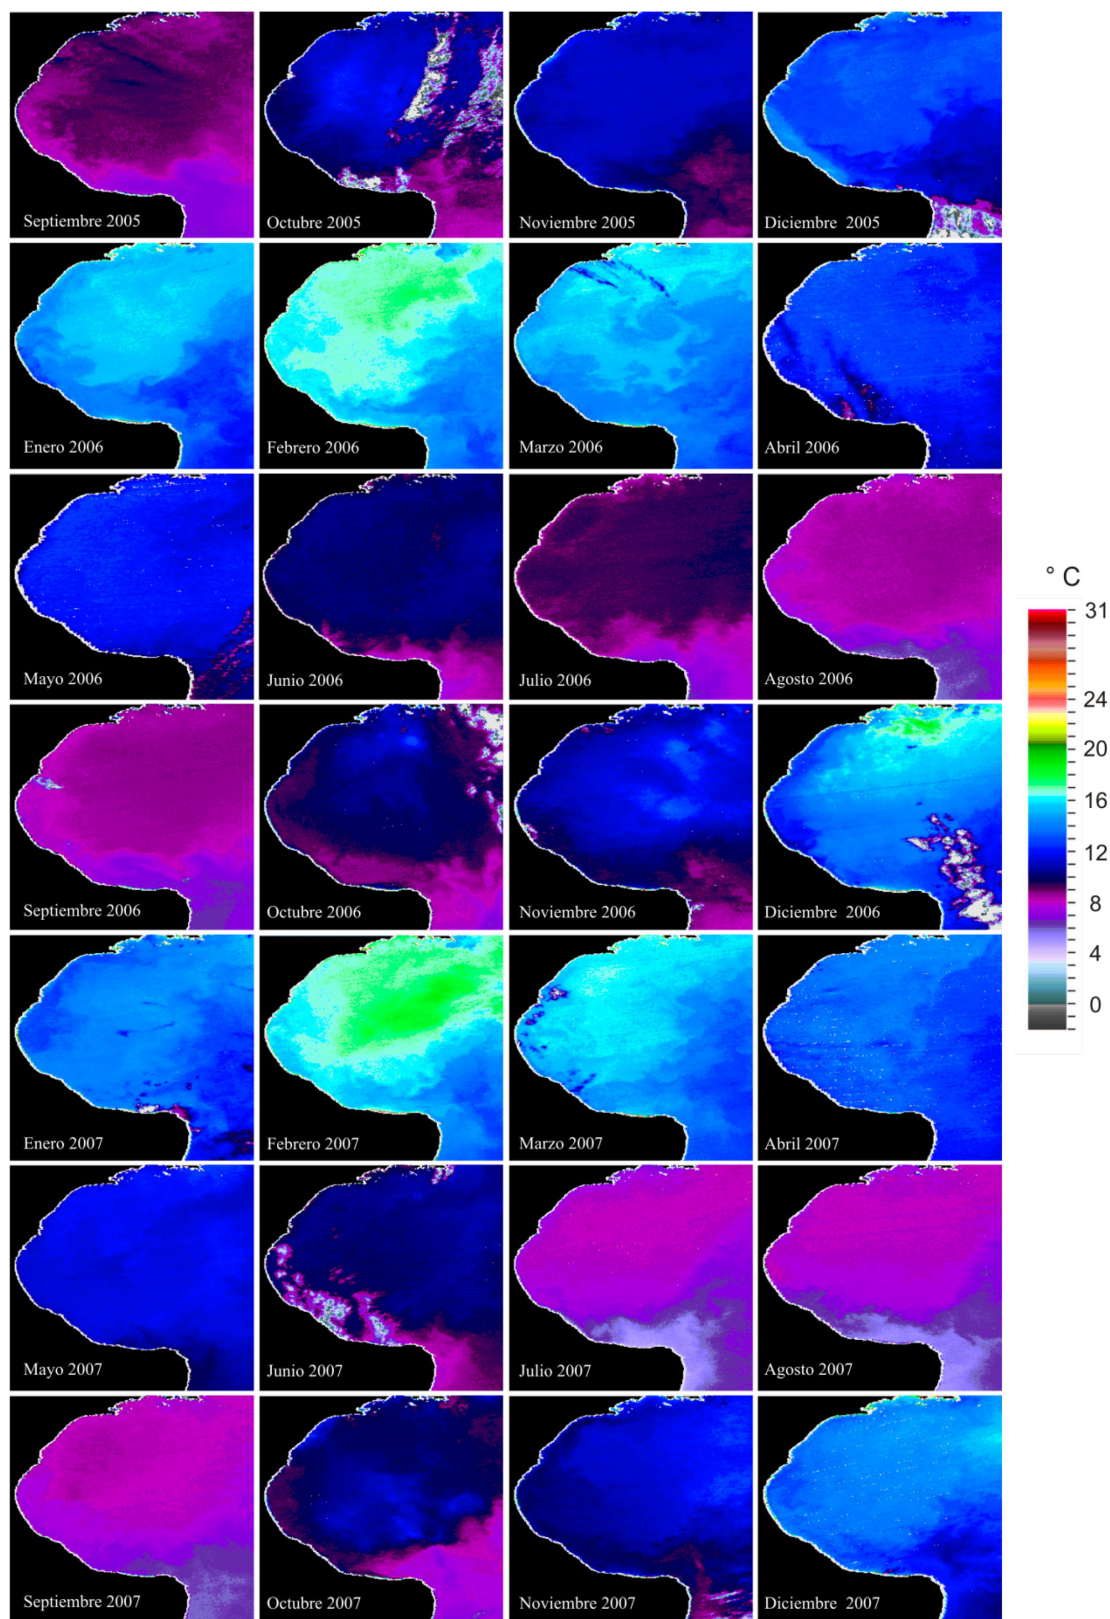 Septiembre 2005
Octubre 2005
Noviembre 2005
Diciembre 2005
Enero 2006
Febrero 2006
Marzo 2006
Abril 2006
Mayo 2006
Junio 2006
Julio 2006
Agosto 2006
° C
31
24
20
16
12
8
4
0
Septiembre 2006
Octubre 2006
Noviembre 2006
Diciembre 2006
Enero 2007
Febrero 2007
Marzo 2007
Abril 2007
Mayo 2007
Junio 2007
Julio 2007
Agosto 2007
Septiembre 2007
Octubre 2007
Noviembre 2007
Diciembre 2007